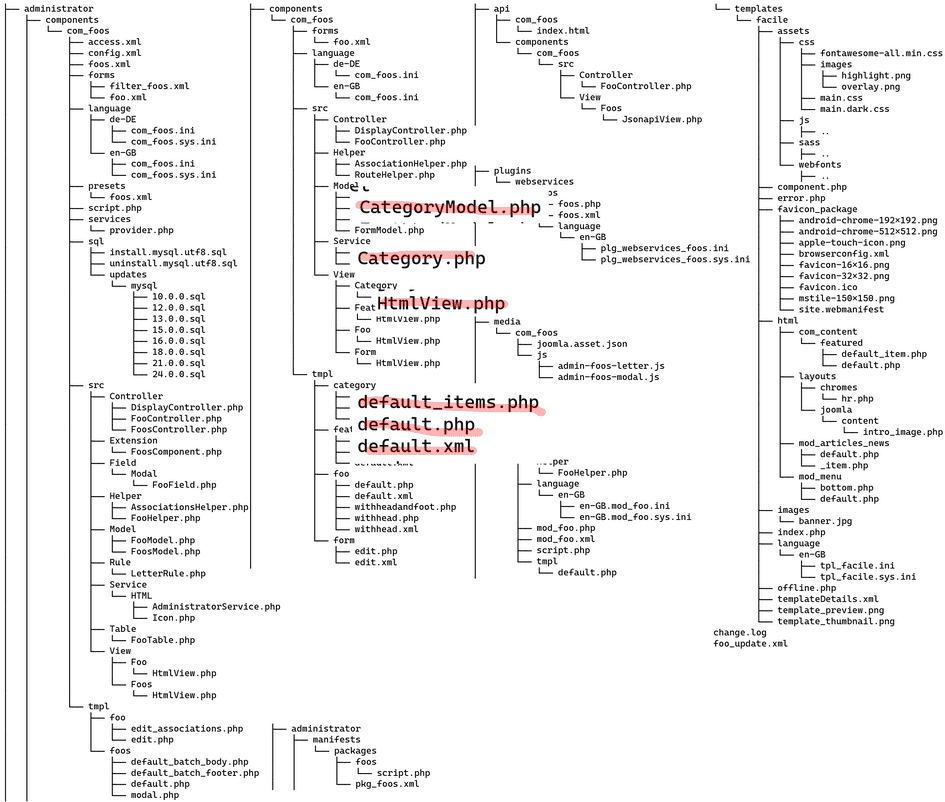 administrator
components
com_foos
access.xml
config.xml
foos.xml
forms
filter_foos.xml
foo.xml
language
de-DE
com_foos.ini
com_foos.sys.ini
en-GB
com_foos.ini
com_foos.sys.ini
presets
foos.xml
script.php
services
provider.php
sql
install.mysql.utf8.sql
uninstall.mysql.utf8.sql
updates
mysql
10.0.0.sql
12.0.0.sql
13.0.0.sql
15.0.0.sql
16.0.0.sql
18.0.0.sql
21.0.0.sql
24.0.0.sql
src
Controller
DisplayController.php
FooController.php
FoosController.php
Extension
FoosComponent.php
Field
Modal
FooField.php
Helper
AssociationsHelper.php
FooHelper.php
Model
FooModel.php
FoosModel.php
Rule
LetterRule.php
Service
HTML
AdministratorService.php
Icon.php
Table
FooTable.php
View
Foo
HtmlView.php
Foos
HtmlView.php
tmpl
foo
edit_associations.php
edit.php
foos
default_batch_body.php
default_batch_footer.php
default.php
modal.php
components
com_foos
forms
foo.xml
language
de-DE
com_foos.ini
en-GB
com_foos.ini
src
Controller
DisplayController.php
FooController.php
Helper
AssociationHelper.php
RouteHelper.php
Model
CategoryModel.php
FormModel.php
Service
Category.php
View
Category
HtmlView.php
Feat
HtmlView.php
Foo
HtmlView.php
Form
HtmlView.php
tmpl
category
default_items.php
default.php
default.xml
feat
default.xml
foo
default.php
default.xml
withheadandfoot.php
withhead.php
withhead.xml
form
edit.php
edit.xml
administrator
manifests
packages
foos
script.php
pkg_foos.xml
api
com_foos
index.html
components
com_foos
src
Controller
FooController.php
View
Foos
JsonapiView.php
plugins
webservices
os
foos.php
foos.xml
language
en-GB
plg_webservices_foos.ini
plg_webservices_foos.sys.ini
media
com_foos
joomla.asset.json
js
admin-foos-letter.js
admin-foos-modal.js
Helper
FooHelper.php
language
en-GB
en-GB.mod_foo.ini
en-GB.mod_foo.sys.ini
mod_foo.php
mod_foo.xml
script.php
tmpl
default.php
templates
facile
assets
css
fontawesome-all.min.css
images
highlight.png
overlay.png
main.css
main.dark.css
js
..
sass
..
webfonts
..
component.php
error.php
favicon_package
android-chrome-192×192.png
android-chrome-512×512.png
apple-touch-icon.png
browserconfig.xml
favicon-16×16.png
favicon-32×32.png
favicon.ico
mstile-150×150.png
site.webmanifest
html
com_content
featured
default_item.php
default.php
layouts
chromes
hr.php
joomla
content
intro_image.php
mod_articles_news
default.php
_item.php
mod_menu
bottom.php
default.php
images
banner.jpg
index.php
language
en-GB
tpl_facile.ini
tpl_facile.sys.ini
offline.php
templateDetails.xml
template_preview.png
template_thumbnail.png
change.log
foo_update.xml